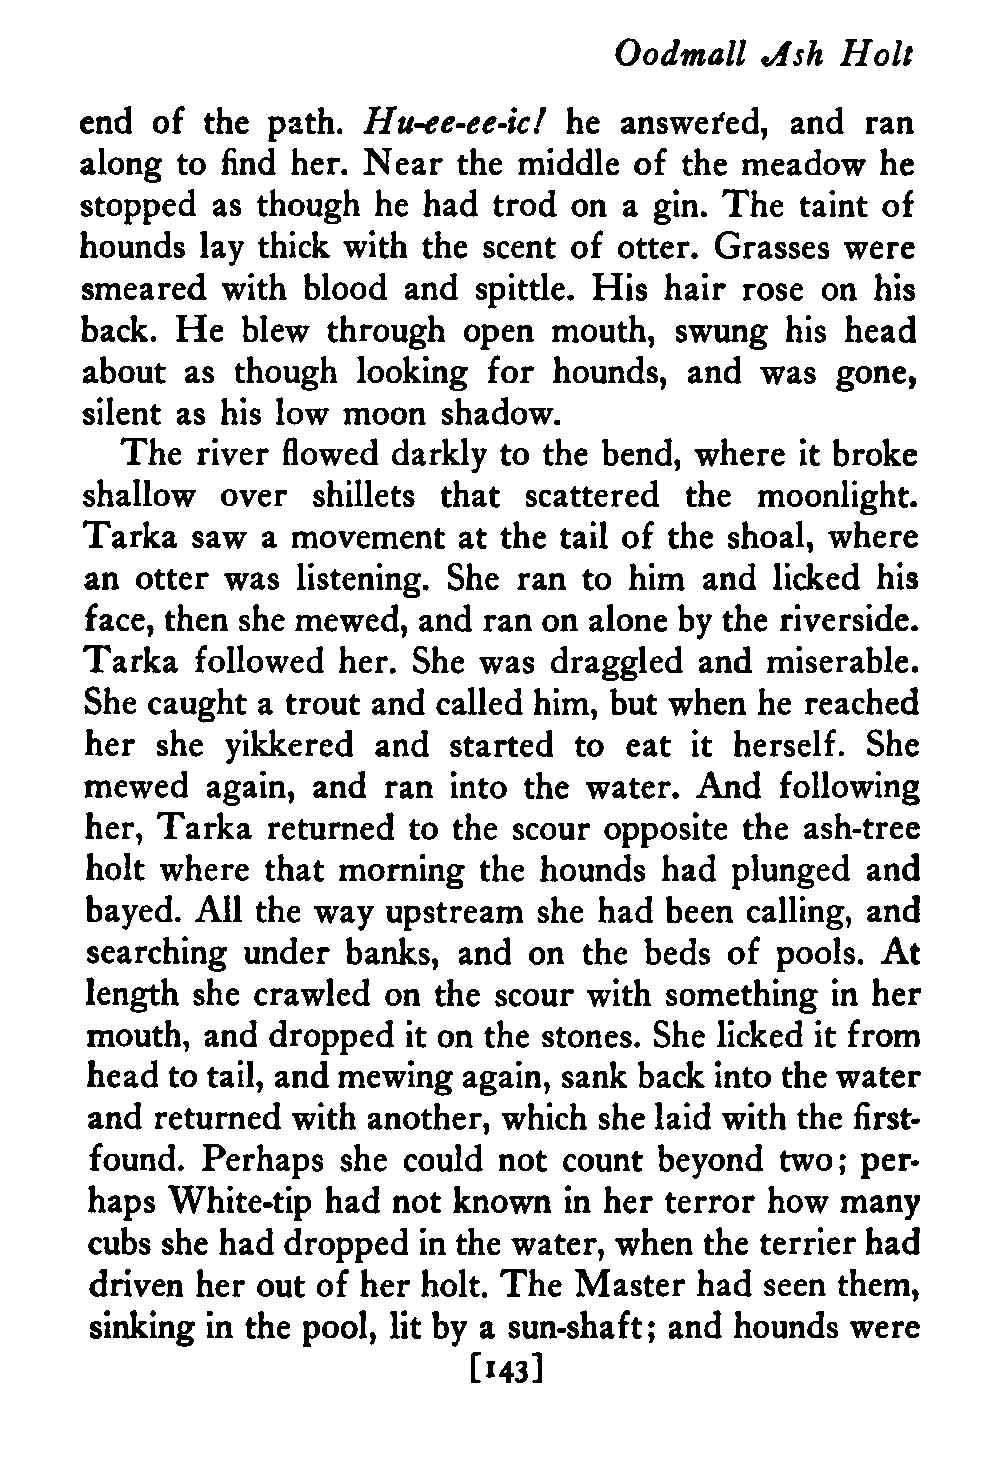 Oodmall Ash Holt
end of the path. Hu-ee-ee-ic! he answered, and ran
along to find her. Near the middle of the meadow he
stopped as though he had trod on a gin. The taint of
hounds lay thick with the scent of otter. Grasses were
smeared with blood and spittle. His hair rose on his
back. He blew through open mouth, swung his head
about as though looking for hounds, and was gone,
silent as his low moon shadow.
The river flowed darkly to the bend, where it broke
shallow over shillets that scattered the moonlight.
Tarka saw a movement at the tail of the shoal, where
an otter was listening. She ran to him and licked his
face, then she mewed, and ran on alone by the riverside.
Tarka followed her. She was draggled and miserable.
She caught a trout and called him, but when he reached
her she yikkered and started to eat it herself. She
mewed again, and ran into the water. And following
her, Tarka returned to the scour opposite the ash-tree
holt where that morning the hounds had plunged and
bayed. All the way upstream she had been calling, and
searching under banks, and on the beds of pools. At
length she crawled on the scour with something in her
mouth, and dropped it on the stones. She licked it from
head to tail, and mewing again, sank back into the water
and returned with another, which she laid with the first-
found. Perhaps she could not count beyond two; per-
haps White-tip had not known in her terror how many
cubs she had dropped in the water, when the terrier had
driven her out of her holt. The Master had seen them,
sinking in the pool, lit by a sun-shaft; and hounds were
[143]